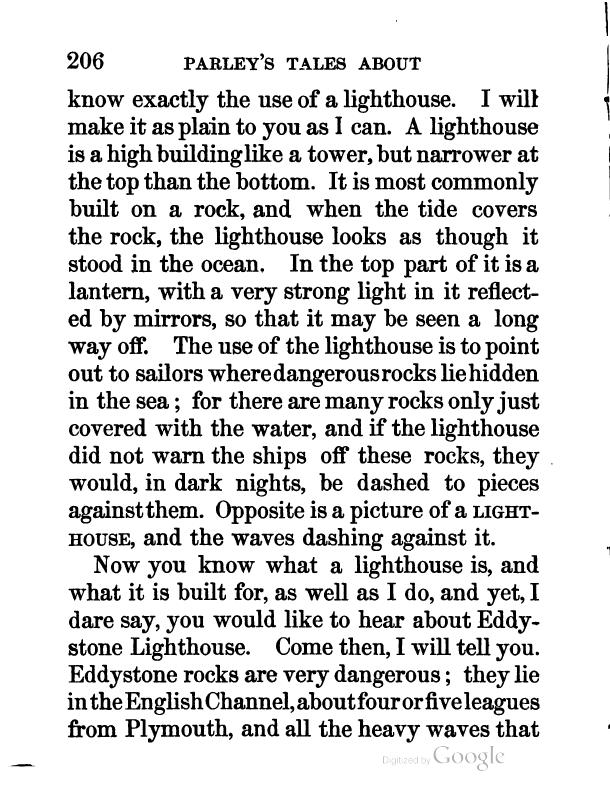 206 PARLEY'S TALES ABOUT
know exactly the use of a lighthouse. I will
make it as plain to you as I can. A lighthouse
is a high building like a tower, but narrower at
the top than the bottom. It is most commonly
built on a rock, and when the tide covers
the rock, the lighthouse looks as though it
stood in the ocean. In the top part of it is a
lantern, with a very strong light in it reflect-
ed by mirrors, so that it may be seen a long
way off. The use of the lighthouse is to point
out to sailors where dangerous rocks lie hidden
in the sea; for there are many rocks only just
covered with the water, and if the lighthouse
did not warn the ships off these rocks, they
would, in dark nights, be dashed to pieces
against them. Opposite is a picture of a LIGHT-
HOUSE, and the waves dashing against it.
Now you know what a lighthouse is, and
what it is built for, as well as I do, and yet, I
dare say, you would like to hear about Eddy-
stone Lighthouse. Come then, I will tell you.
Eddystone rocks are very dangerous; they lie
in the English Channel, about four or five leagues
from Plymouth, and all the heavy waves that
Digitized by Google